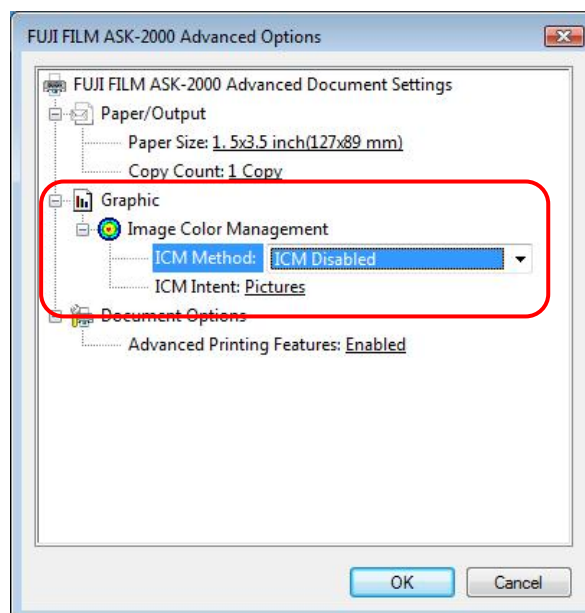 FUJI FILM ASK-2000 Advanced Options
FUJI FILM ASK-2000 Advanced Document Settings
Paper/Output
Paper Size: 1. 5x3.5 inch(127x89 mm)
Copy Count: 1 Copy
Graphic
Image Color Management
ICM Method: ICM Disabled
ICM Intent: Pictures
Document Options
Advanced Printing Features: Enabled
OK Cancel